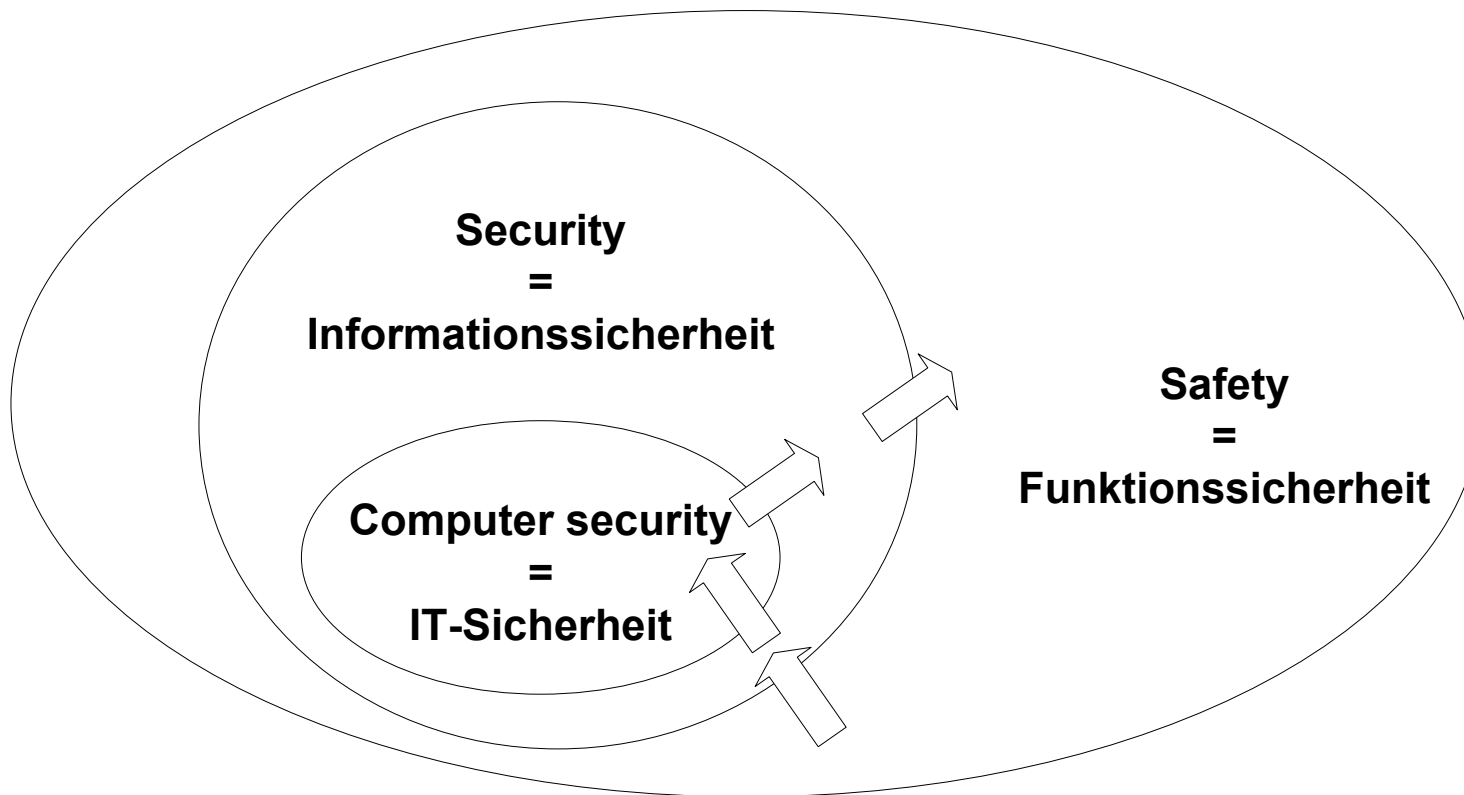 Security
=
Informationssicherheit
Safety
=
Funktionssicherheit
Computer security
=
IT-Sicherheit